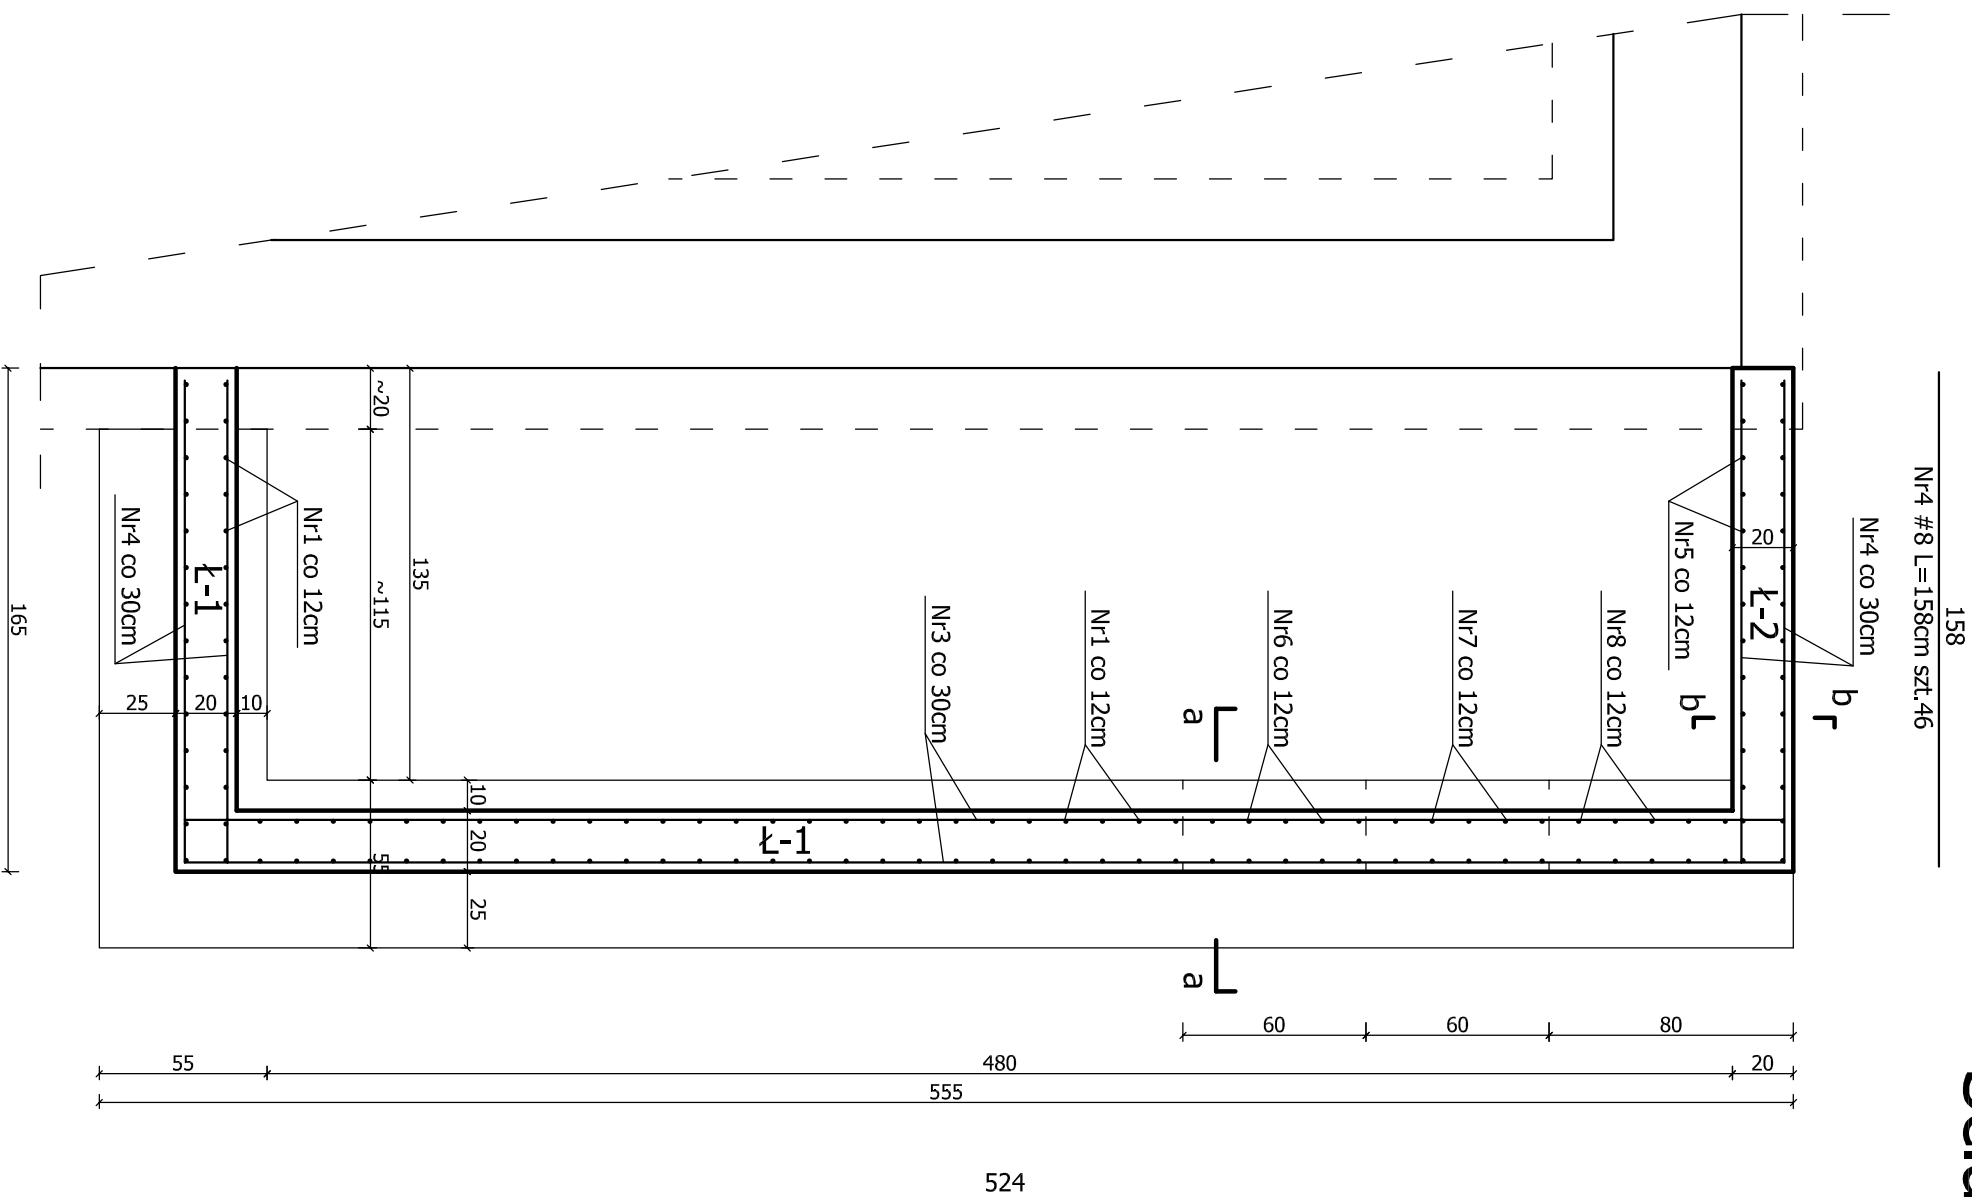 158
Nr4 #8 L=158cm szt.46
Nr4 co 30cm
20
Ł-2
Nr5 co 12cm
b
b
~20
135
~115
Nr1 co 12cm
Nr4 co 30cm
Ł-1
165
25
20
10
Nr3 co 30cm
Nr1 co 12cm
Nr6 co 12cm
Nr7 co 12cm
Nr8 co 12cm
a
a
10
20
55
25
Ł-1
60
60
80
55
480
20
555
524